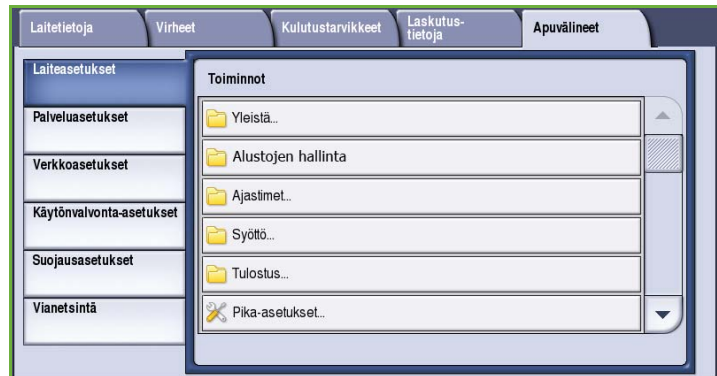 Laitetietoja
Virheet
Kulutustarvikkeet
Laskutus-
tietoja
Apuvälineet
Laiteasetukset
Palveluasetukset
Verkkoasetukset
Käytönvalvonta-asetukset
Suojausasetukset
Vianetsintä
Toiminnot
Yleistä...
Alustojen hallinta
Ajastimet...
Syöttö...
Tulostus...
Pika-asetukset...